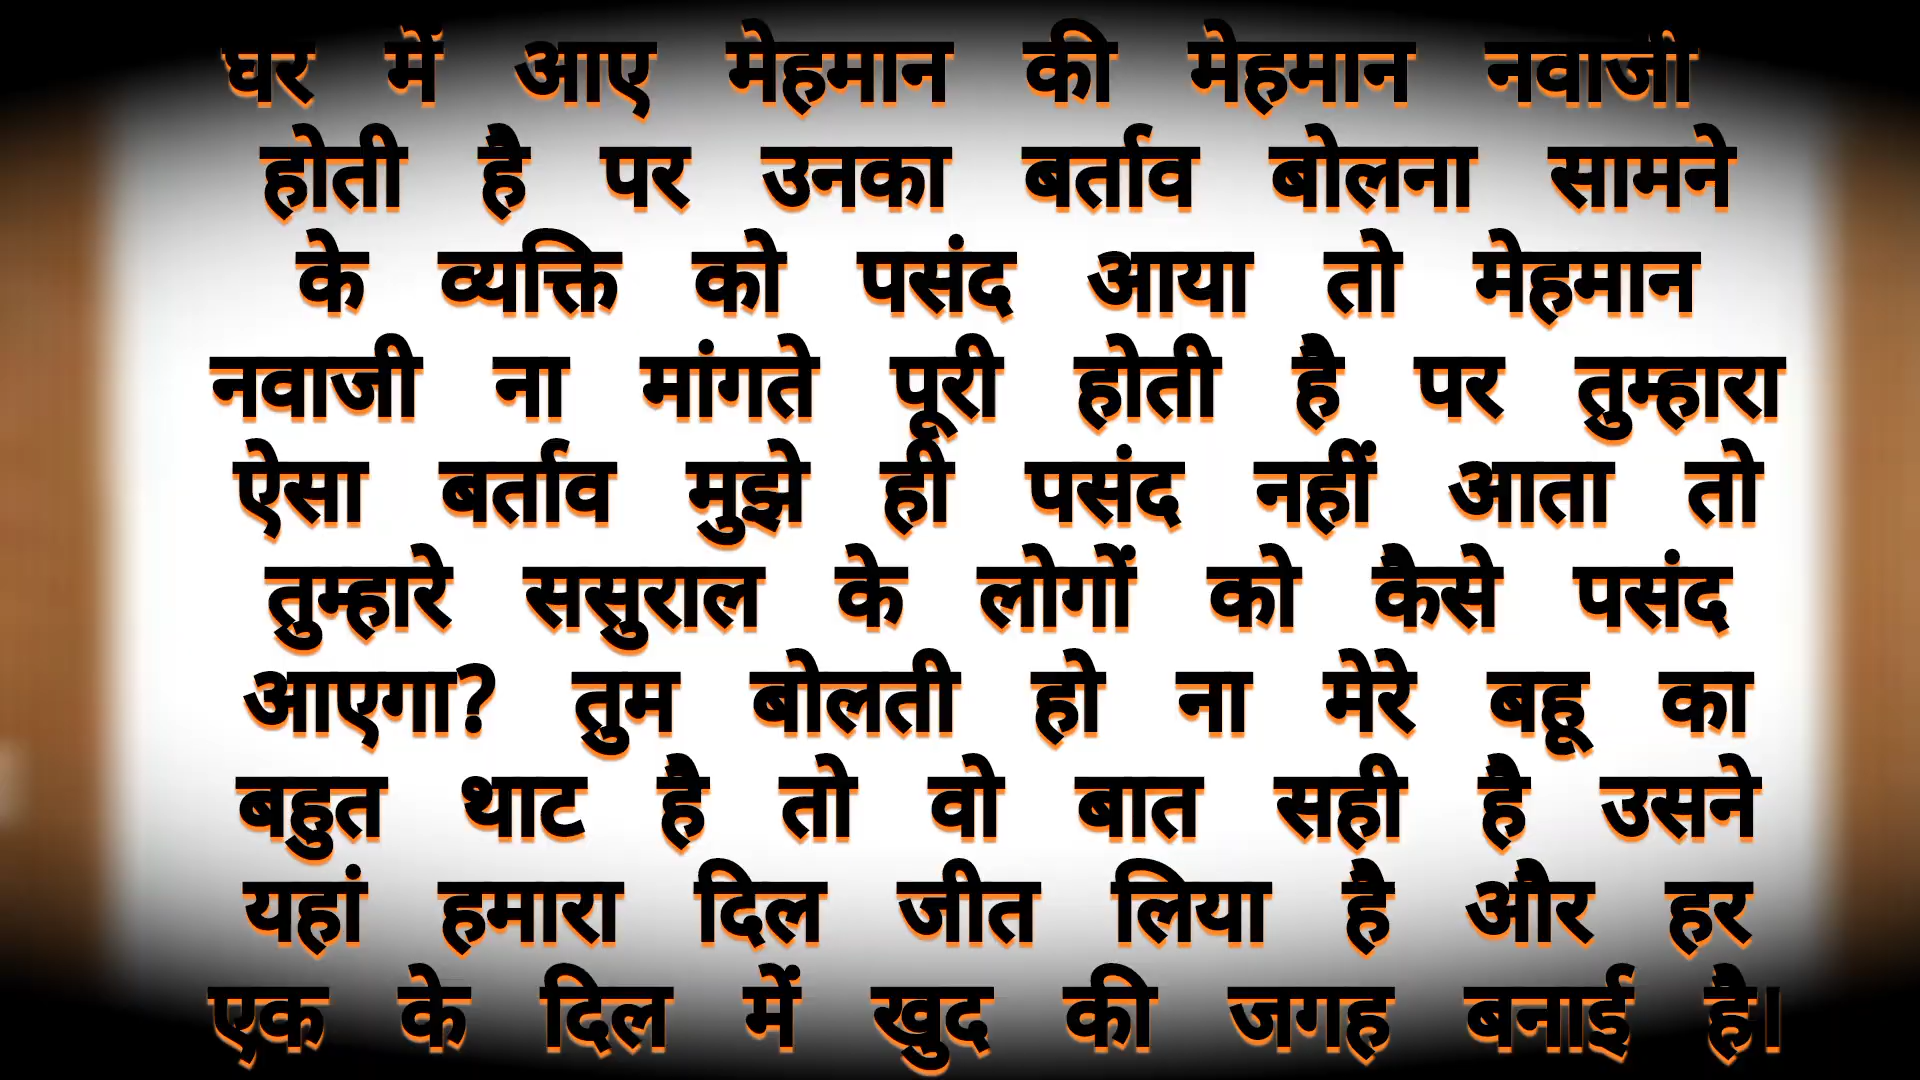 घर में आए मेहमान की मेहमान नवाजी
होती है पर उनका बर्ताव बोलना सामने
के व्यक्ति को पसंद आया तो मेहमान
नवाजी ना मांगते पूरी होती है पर तुम्हारा
ऐसा बर्ताव मुझे ही पसंद नहीं आता तो
तुम्हारे ससुराल के लोगों को कैसे पसंद
आएगा? तुम बोलती हो ना मेरे बहू का
बहुत थाट है तो वो बात सही है उसने
यहां हमारा दिल जीत लिया है और हर
एक के दिल में खुद की जगह बनाई है।